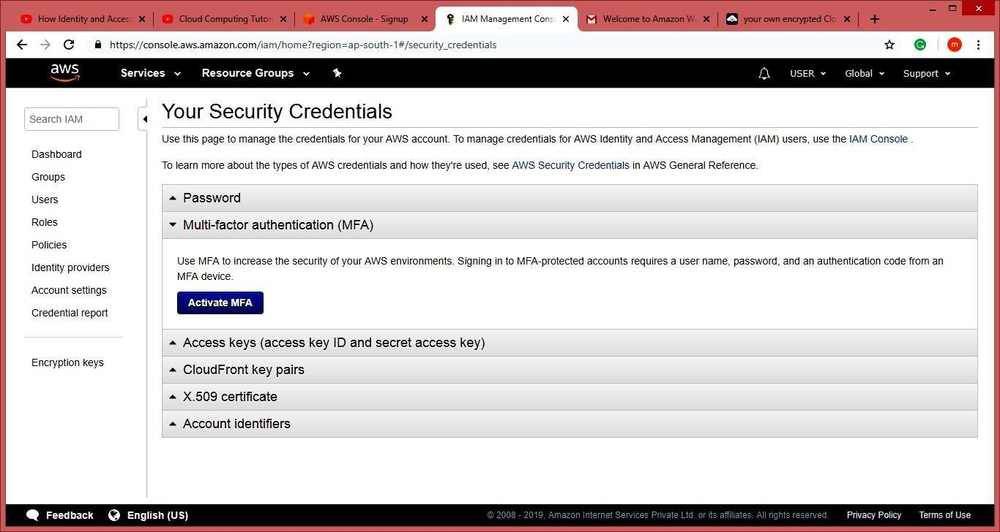 How Identity and Access
Cloud Computing Tutori
AWS Console - Signup
IAM Management Cons
Welcome to Amazon W
your own encrypted Clo
https://console.aws.amazon.com/iam/home?region=ap-south-1#/security_credentials
m
aws
Services
Resource Groups
USER
Global
Support
Search IAM
Dashboard
Groups
Users
Roles
Policies
Identity providers
Account settings
Credential report
Encryption keys
Your Security Credentials
Use this page to manage the credentials for your AWS account. To manage credentials for AWS Identity and Access Management (IAM) users, use the IAM Console .
To learn more about the types of AWS credentials and how they're used, see AWS Security Credentials in AWS General Reference.
Password
Multi-factor authentication (MFA)
Use MFA to increase the security of your AWS environments. Signing in to MFA-protected accounts requires a user name, password, and an authentication code from an
MFA device.
Activate MFA
Access keys (access key ID and secret access key)
CloudFront key pairs
X.509 certificate
Account identifiers
Feedback
English (US)
© 2008 - 2019, Amazon Internet Services Private Ltd. or its affiliates. All rights reserved.
Privacy Policy
Terms of Use